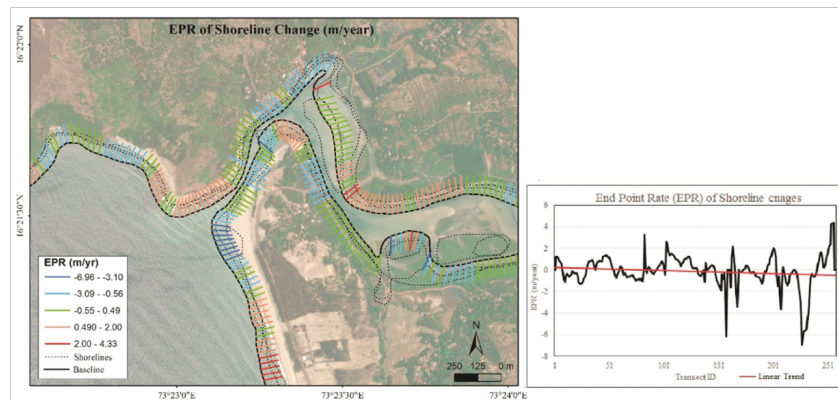 EPR of Shoreline Change (m/year)
16°22'0"N
16°21'30"N
EPR (m/yr)
-6.96 - -3.10
-3.09 - -0.56
-0.55 - 0.49
0.490 - 2.00
2.00 - 4.33
Shorelines
Baseline
N
250 125 0 m
73°23'0"E
73°23'30"E
73°24'0"E
End Point Rate (EPR) of Shoreline cnages
EPR (m/year)
6
4
2
0
-2
-4
-6
-8
1
51
101
151
201
251
Transect ID
Linear Trend